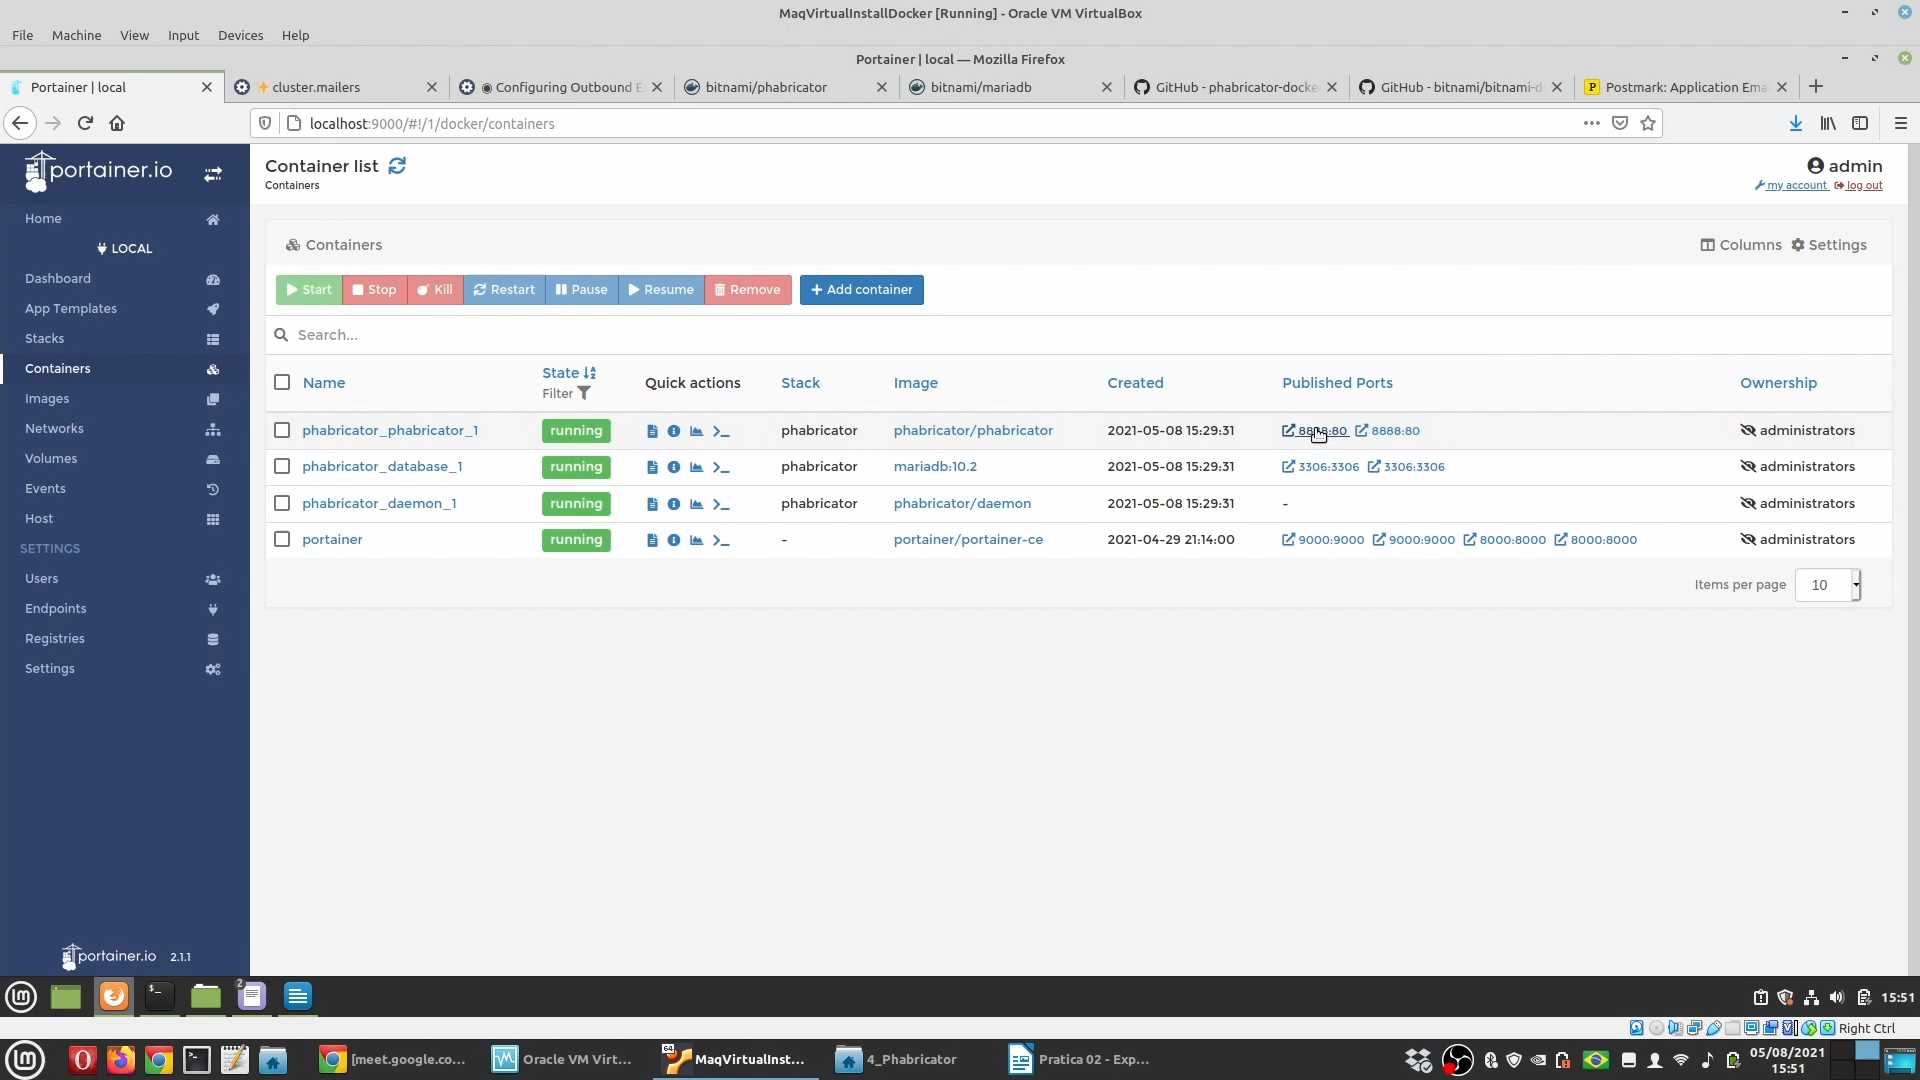 MaqVirtualInstallDocker [Running] - Oracle VM VirtualBox
File Machine View Input Devices Help
Portainer | local — Mozilla Firefox
Portainer | local
cluster.mailers
Configuring Outbound E
bitnami/phabricator
bitnami/mariadb
GitHub - phabricator-docke
GitHub - bitnami/bitnami-d
Postmark: Application Ema
localhost:9000/#!/1/docker/containers
portainer.io
Container list
Containers
admin
my account log out
Home
LOCAL
Dashboard
App Templates
Stacks
Containers
Images
Networks
Volumes
Events
Host
SETTINGS
Users
Endpoints
Registries
Settings
portainer.io 2.1.1
Containers
Columns Settings
Start Stop Kill Restart Pause Resume Remove + Add container
Search...
Name State Filter Quick actions Stack Image Created Published Ports Ownership
phabricator_phabricator_1 running phabricator phabricator/phabricator 2021-05-08 15:29:31 8888:80 administrators
phabricator_database_1 running phabricator mariadb:10.2 2021-05-08 15:29:31 3306:3306 3306:3306 administrators
phabricator_daemon_1 running phabricator phabricator/daemon 2021-05-08 15:29:31 - administrators
portainer running - portainer/portainer-ce 2021-04-29 21:14:00 9000:9000 9000:9000 8000:8000 8000:8000 administrators
Items per page 10
2
15:51
Right Ctrl
[meet.google.co...
Oracle VM Virt...
64
MaqVirtualInst...
4_Phabricator
Pratica 02 - Exp...
05/08/2021
15:51